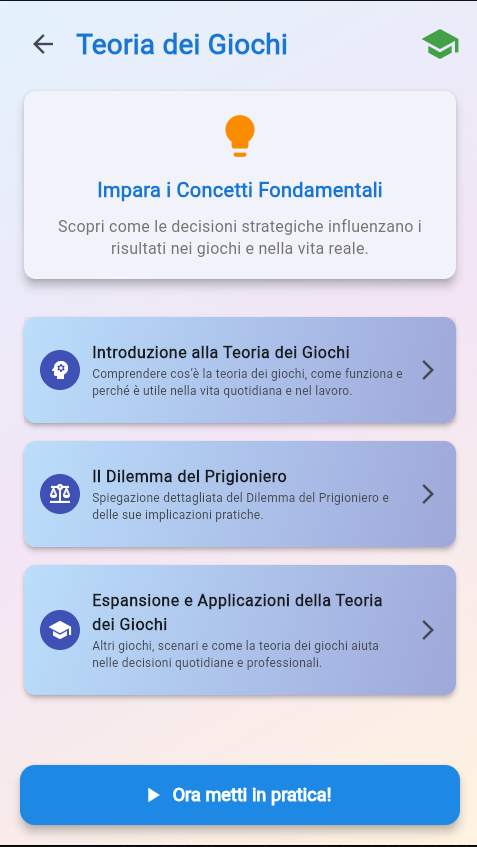 Teoria dei Giochi
Impara i Concetti Fondamentali
Scopri come le decisioni strategiche influenzano i
risultati nei giochi e nella vita reale.
Introduzione alla Teoria dei Giochi
Comprendere cos'è la teoria dei giochi, come funziona e
perché è utile nella vita quotidiana e nel lavoro.
Il Dilemma del Prigioniero
Spiegazione dettagliata del Dilemma del Prigioniero e
delle sue implicazioni pratiche.
Espansione e Applicazioni della Teoria
dei Giochi
Altri giochi, scenari e come la teoria dei giochi aiuta
nelle decisioni quotidiane e professionali.
Ora metti in pratica!